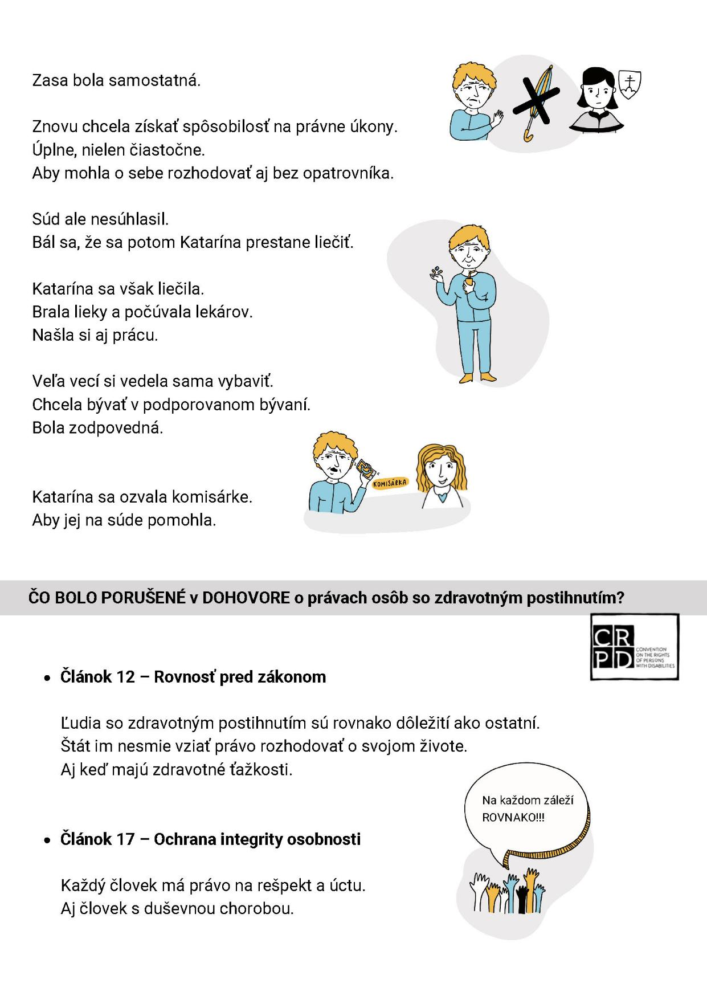 Zasa bola samostatná.
Znovu chcela získať spôsobilosť na právne úkony.
Úplne, nielen čiastočne.
Aby mohla o sebe rozhodovať aj bez opatrovníka.
Súd ale nesúhlasil.
Bál sa, že sa potom Katarína prestane liečiť.
Katarína sa však liečila.
Brala lieky a počúvala lekárov.
Našla si aj prácu.
Veľa vecí si vedela sama vybaviť.
Chcela bývať v podporovanom bývaní.
Bola zodpovedná.
KOMISÁRKA
Katarína sa ozvala komisárke.
Aby jej na súde pomohla.
ČO BOLO PORUŠENÉ v DOHOVORE o právach osôb so zdravotným postihnutím?
CR
PD
CONVENTION
ON THE RIGHTS
OF PERSONS
WITH DISABILITIES
• Článok 12 – Rovnosť pred zákonom
Ľudia so zdravotným postihnutím sú rovnako dôležití ako ostatní.
Štát im nesmie vziať právo rozhodovať o svojom živote.
Aj keď majú zdravotné ťažkosti.
Na každom záleží
ROVNAKO!!!
• Článok 17 – Ochrana integrity osobnosti
Každý človek má právo na rešpekt a úctu.
Aj človek s duševnou chorobou.